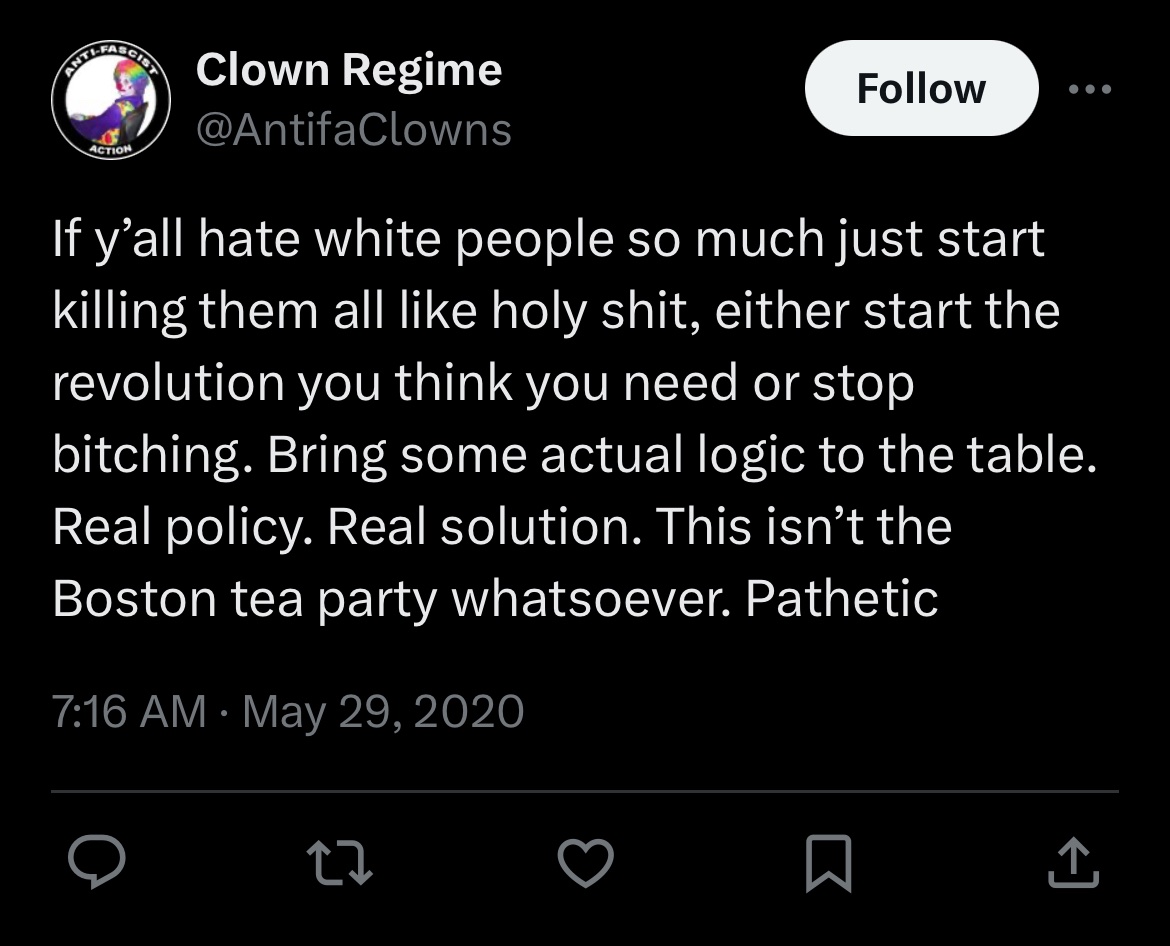 ANTI-FASCIST
ACTION
Clown Regime
@AntifaClowns
Follow
If y’all hate white people so much just start
killing them all like holy shit, either start the
revolution you think you need or stop
bitching. Bring some actual logic to the table.
Real policy. Real solution. This isn’t the
Boston tea party whatsoever. Pathetic
7:16 AM · May 29, 2020